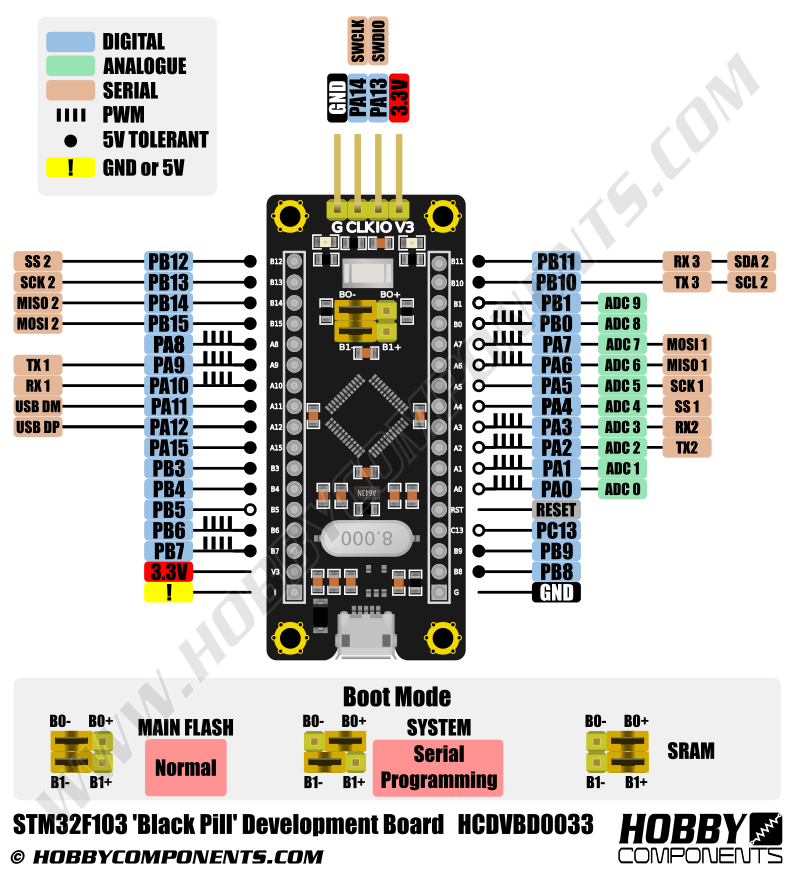 SWCLK
SWDIO
DIGITAL
ANALOGUE
SERIAL
PWM
5V TOLERANT
! GND or 5V
GND PA14 PA13 3.3V
WWW.HOBBYCOMPONENTS.COM
G CLKIO V3
SS 2 PB12 B12 B11 PB11 RX 3 SDA 2
SCK 2 PB13 B13 B10 PB10 TX 3 SCL 2
MISO 2 PB14 B14 B0- B0+ B1 PB1 ADC 9
MOSI 2 PB15 B15 B0 PB0 ADC 8
PA8 A8 B1- B1+ A7 PA7 ADC 7 MOSI 1
TX 1 PA9 A9 A6 PA6 ADC 6 MISO 1
RX 1 PA10 A10 A5 PA5 ADC 5 SCK 1
USB DM PA11 A11 A4 PA4 ADC 4 SS 1
USB DP PA12 A12 A3 PA3 ADC 3 RX2
PA15 A15 A2 PA2 ADC 2 TX2
PB3 B3 A1 PA1 ADC 1
PB4 B4 A643N A0 PA0 ADC 0
PB5 B5 RST RESET
PB6 B6 8.000 C13 PC13
PB7 B7 B9 PB9
3.3V V3 B8 PB8
! G GND
Boot Mode
B0- B0+ MAIN FLASH B0- B0+ SYSTEM B0- B0+
Normal Serial Programming SRAM
B1- B1+ B1- B1+ B1- B1+
STM32F103 'Black Pill' Development Board HCDVBD0033
HOBBY
COMPONENTS
© HOBBYCOMPONENTS.COM